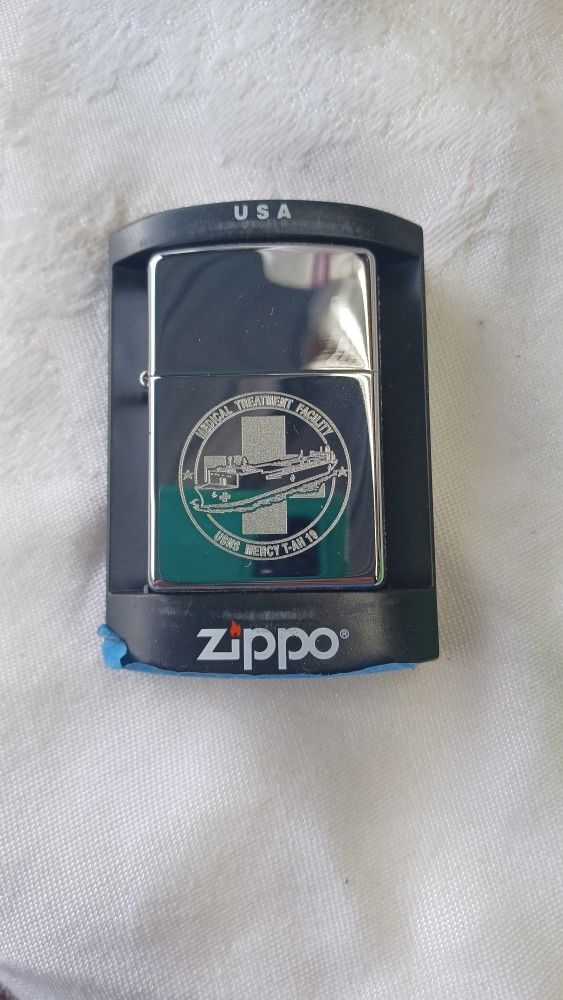 USA
MEDICAL TREATMENT FACILITY
USNS MERCY T-AH 19
Zippo®